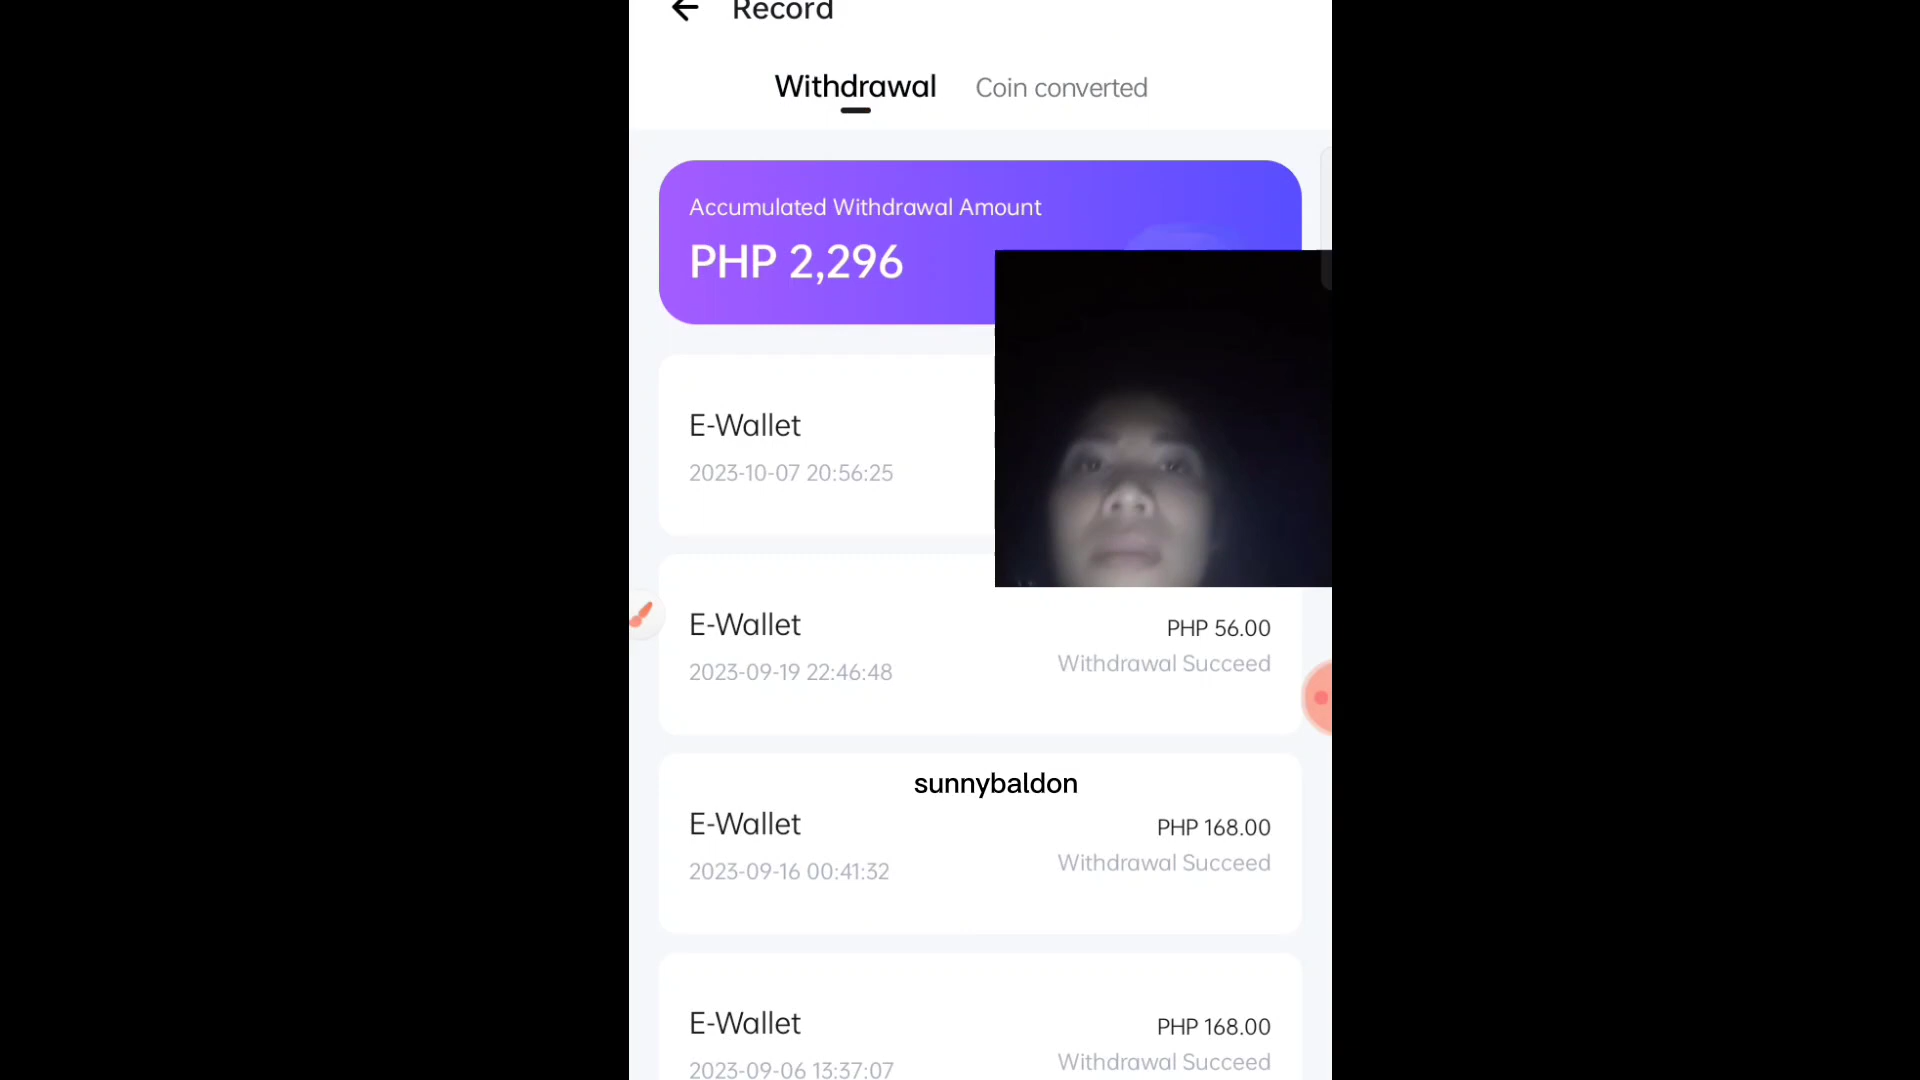 Record
Withdrawal
Coin converted
Accumulated Withdrawal Amount
PHP 2,296
E-Wallet
2023-10-07 20:56:25
E-Wallet
PHP 56.00
2023-09-19 22:46:48
Withdrawal Succeed
sunnybaldon
E-Wallet
PHP 168.00
2023-09-16 00:41:32
Withdrawal Succeed
E-Wallet
PHP 168.00
2023-09-06 13:37:07
Withdrawal Succeed